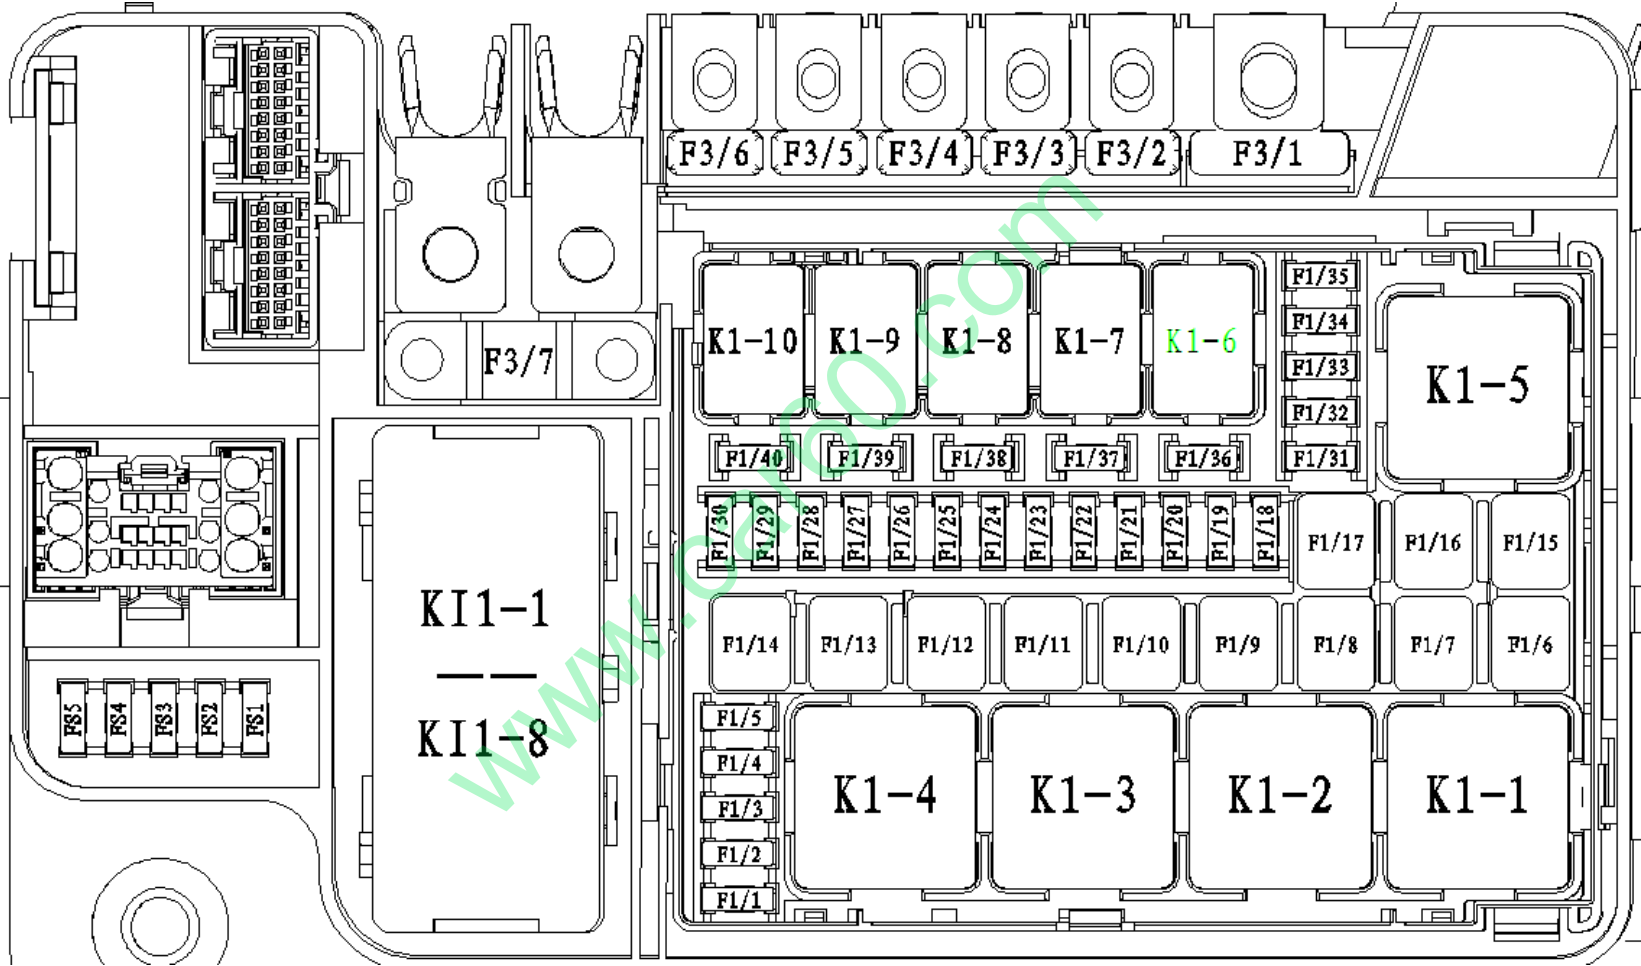 F3/6 F3/5 F3/4 F3/3 F3/2 F3/1
F3/7
K1-10 K1-9 K1-8 K1-7 K1-6
F1/35
F1/34
F1/33
F1/32
F1/31
K1-5
F1/40 F1/39 F1/38 F1/37 F1/36
F1/30 F1/29 F1/28 F1/27 F1/26 F1/25 F1/24 F1/23 F1/22 F1/21 F1/20 F1/19 F1/18
F1/17 F1/16 F1/15
F1/14 F1/13 F1/12 F1/11 F1/10 F1/9 F1/8 F1/7 F1/6
KI1-1
——
KI1-8
FS5 FS4 FS3 FS2 FS1
F1/5
F1/4
F1/3
F1/2
F1/1
K1-4 K1-3 K1-2 K1-1
www.car60.com